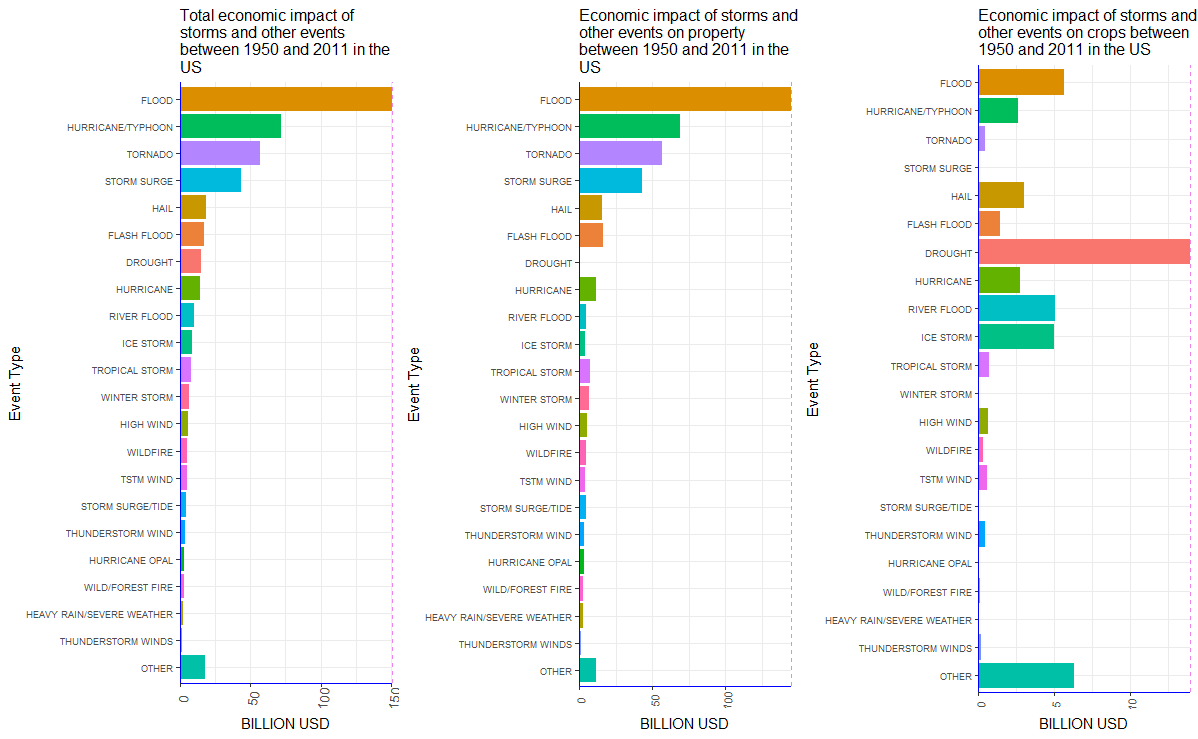 Total economic impact of
storms and other events
between 1950 and 2011 in the
US
Event Type
FLOOD
HURRICANE/TYPHOON
TORNADO
STORM SURGE
HAIL
FLASH FLOOD
DROUGHT
HURRICANE
RIVER FLOOD
ICE STORM
TROPICAL STORM
WINTER STORM
HIGH WIND
WILDFIRE
TSTM WIND
STORM SURGE/TIDE
THUNDERSTORM WIND
HURRICANE OPAL
WILD/FOREST FIRE
HEAVY RAIN/SEVERE WEATHER
THUNDERSTORM WINDS
OTHER
0 50 100 150
BILLION USD
Economic impact of storms and
other events on property
between 1950 and 2011 in the
US
Event Type
FLOOD
HURRICANE/TYPHOON
TORNADO
STORM SURGE
HAIL
FLASH FLOOD
DROUGHT
HURRICANE
RIVER FLOOD
ICE STORM
TROPICAL STORM
WINTER STORM
HIGH WIND
WILDFIRE
TSTM WIND
STORM SURGE/TIDE
THUNDERSTORM WIND
HURRICANE OPAL
WILD/FOREST FIRE
HEAVY RAIN/SEVERE WEATHER
THUNDERSTORM WINDS
OTHER
0 50 100
BILLION USD
Economic impact of storms and
other events on crops between
1950 and 2011 in the US
Event Type
FLOOD
HURRICANE/TYPHOON
TORNADO
STORM SURGE
HAIL
FLASH FLOOD
DROUGHT
HURRICANE
RIVER FLOOD
ICE STORM
TROPICAL STORM
WINTER STORM
HIGH WIND
WILDFIRE
TSTM WIND
STORM SURGE/TIDE
THUNDERSTORM WIND
HURRICANE OPAL
WILD/FOREST FIRE
HEAVY RAIN/SEVERE WEATHER
THUNDERSTORM WINDS
OTHER
0 5 10
BILLION USD